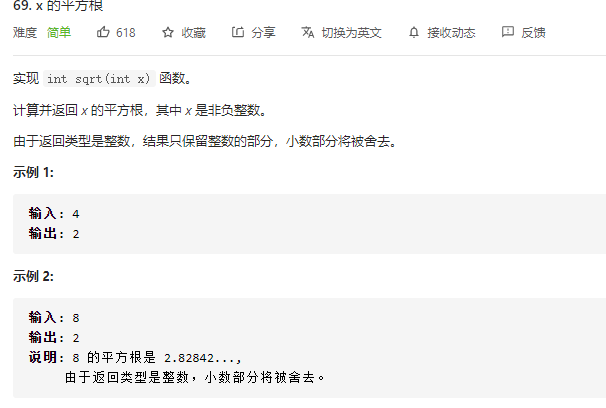 69. x 的平方根
难度 简单 618 收藏 分享 切换为英文 接收动态 反馈
实现 int sqrt(int x) 函数。
计算并返回 x 的平方根，其中 x 是非负整数。
由于返回类型是整数，结果只保留整数的部分，小数部分将被舍去。
示例 1:
输入: 4
输出: 2
示例 2:
输入: 8
输出: 2
说明: 8 的平方根是 2.82842...,
由于返回类型是整数，小数部分将被舍去。